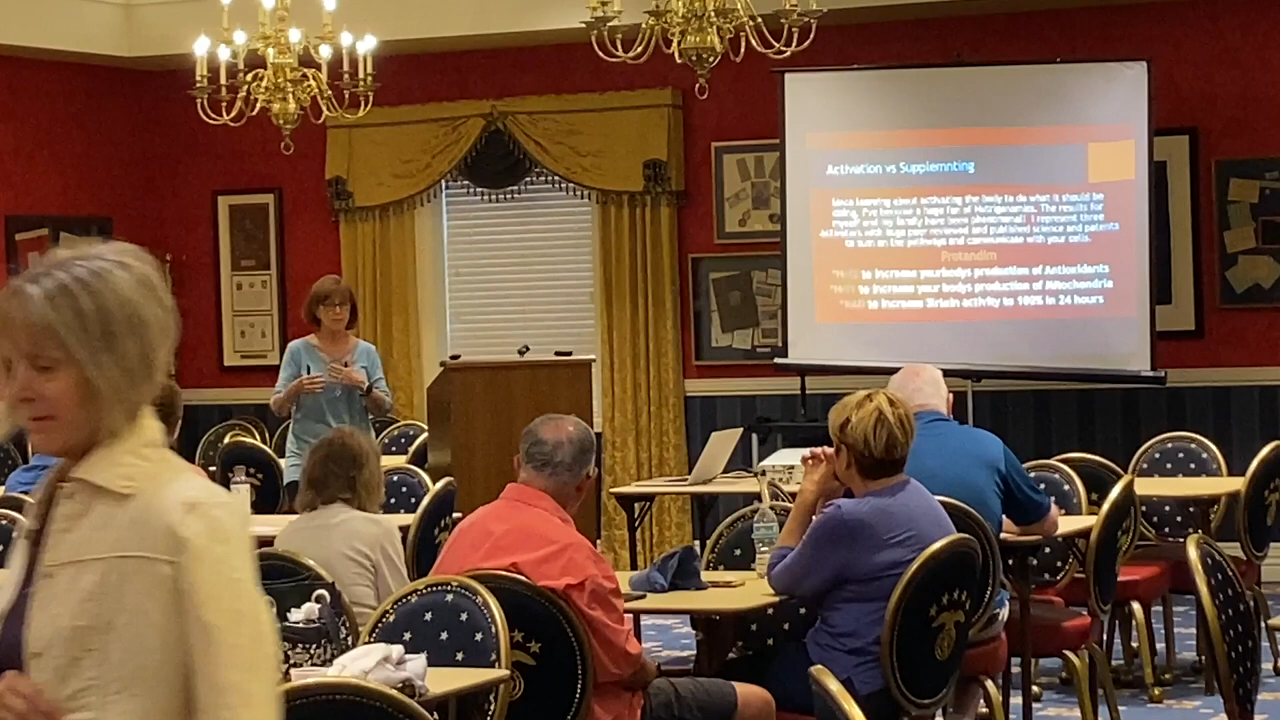 Activation vs Supplemnting
Since learning about activating the body to do what it should be
doing, I've become a huge fan of Nutrigenomics. The results for
myself and my family have been phenomenal! I represent three
with huge peer reviewed and published science and patents
to turn on the pathways and communicate with your cells.
Protandim
to increase your bodys production of Antioxidants
to increase your bodys production of Mitochondria
to increase Sirtuin activity to 100% in 24 hours